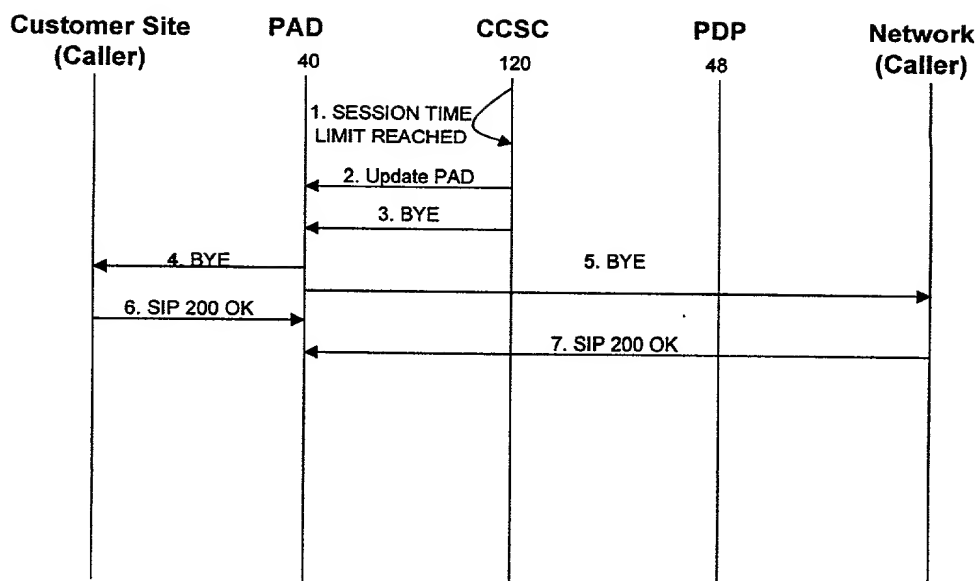 Customer Site
(Caller)
PAD
40
CCSC
120
PDP
48
Network
(Caller)
1. SESSION TIME
LIMIT REACHED
2. Update PAD
3. BYE
4. BYE
5. BYE
6. SIP 200 OK
7. SIP 200 OK